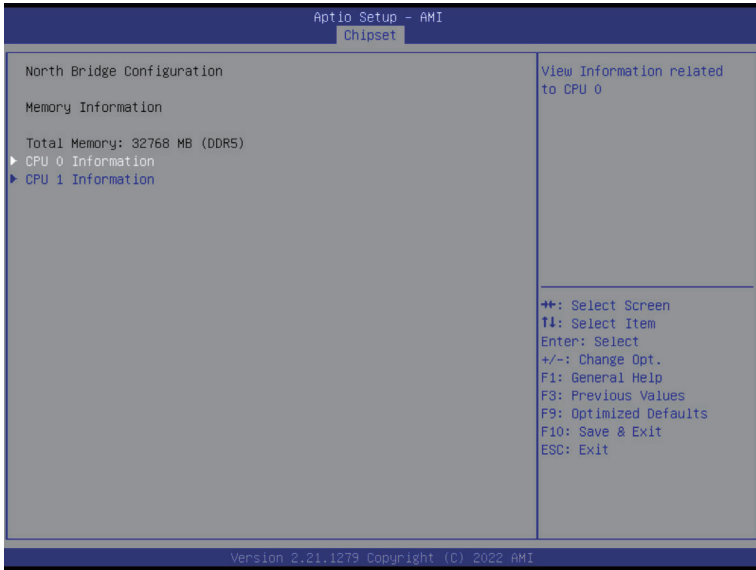 Aptio Setup - AMI
Chipset
North Bridge Configuration
Memory Information
Total Memory: 32768 MB (DDR5)
CPU 0 Information
CPU 1 Information
View Information related
to CPU 0
→←: Select Screen
↑↓: Select Item
Enter: Select
+/-: Change Opt.
F1: General Help
F3: Previous Values
F9: Optimized Defaults
F10: Save & Exit
ESC: Exit
Version 2.21.1279 Copyright (C) 2022 AMI